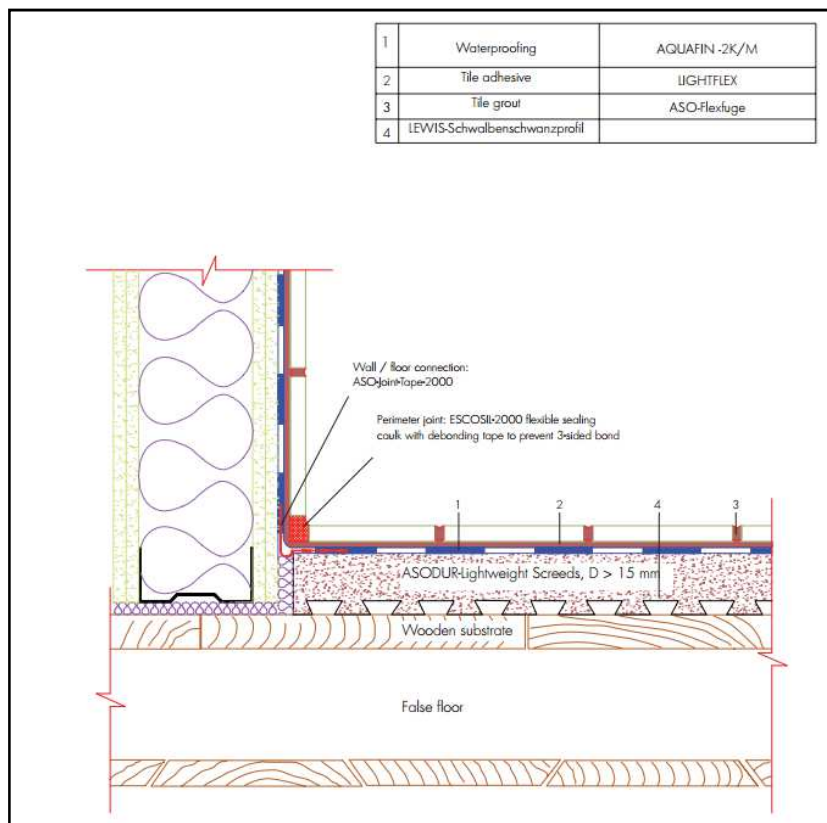 1 Waterproofing AQUAFIN -2K/M
2 Tile adhesive LIGHTFLEX
3 Tile grout ASO-Flexfuge
4 LEWIS-Schwalbenschwanzprofil
Wall / floor connection:
ASO-Joint-Tape-2000
Perimeter joint: ESCOSIL-2000 flexible sealing
caulk with debonding tape to prevent 3-sided bond
1 2 4 3
ASODUR-Lightweight Screeds, D > 15 mm
Wooden substrate
False floor